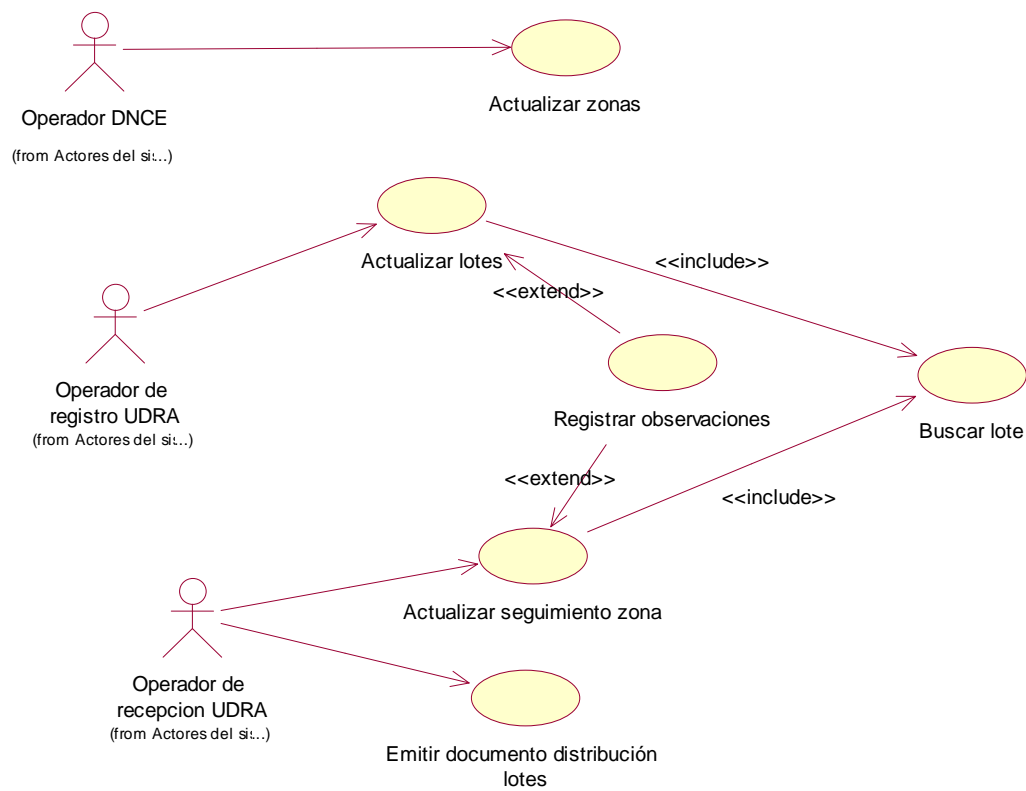 Operador DNCE
(from Actores del si:...)
Actualizar zonas
Actualizar lotes
<<include>>
<<extend>>
Operador de
registro UDRA
(from Actores del si:...)
Registrar observaciones
Buscar lote
<<extend>>
<<include>>
Actualizar seguimiento zona
Operador de
recepcion UDRA
(from Actores del si:...)
Emitir documento distribución
lotes